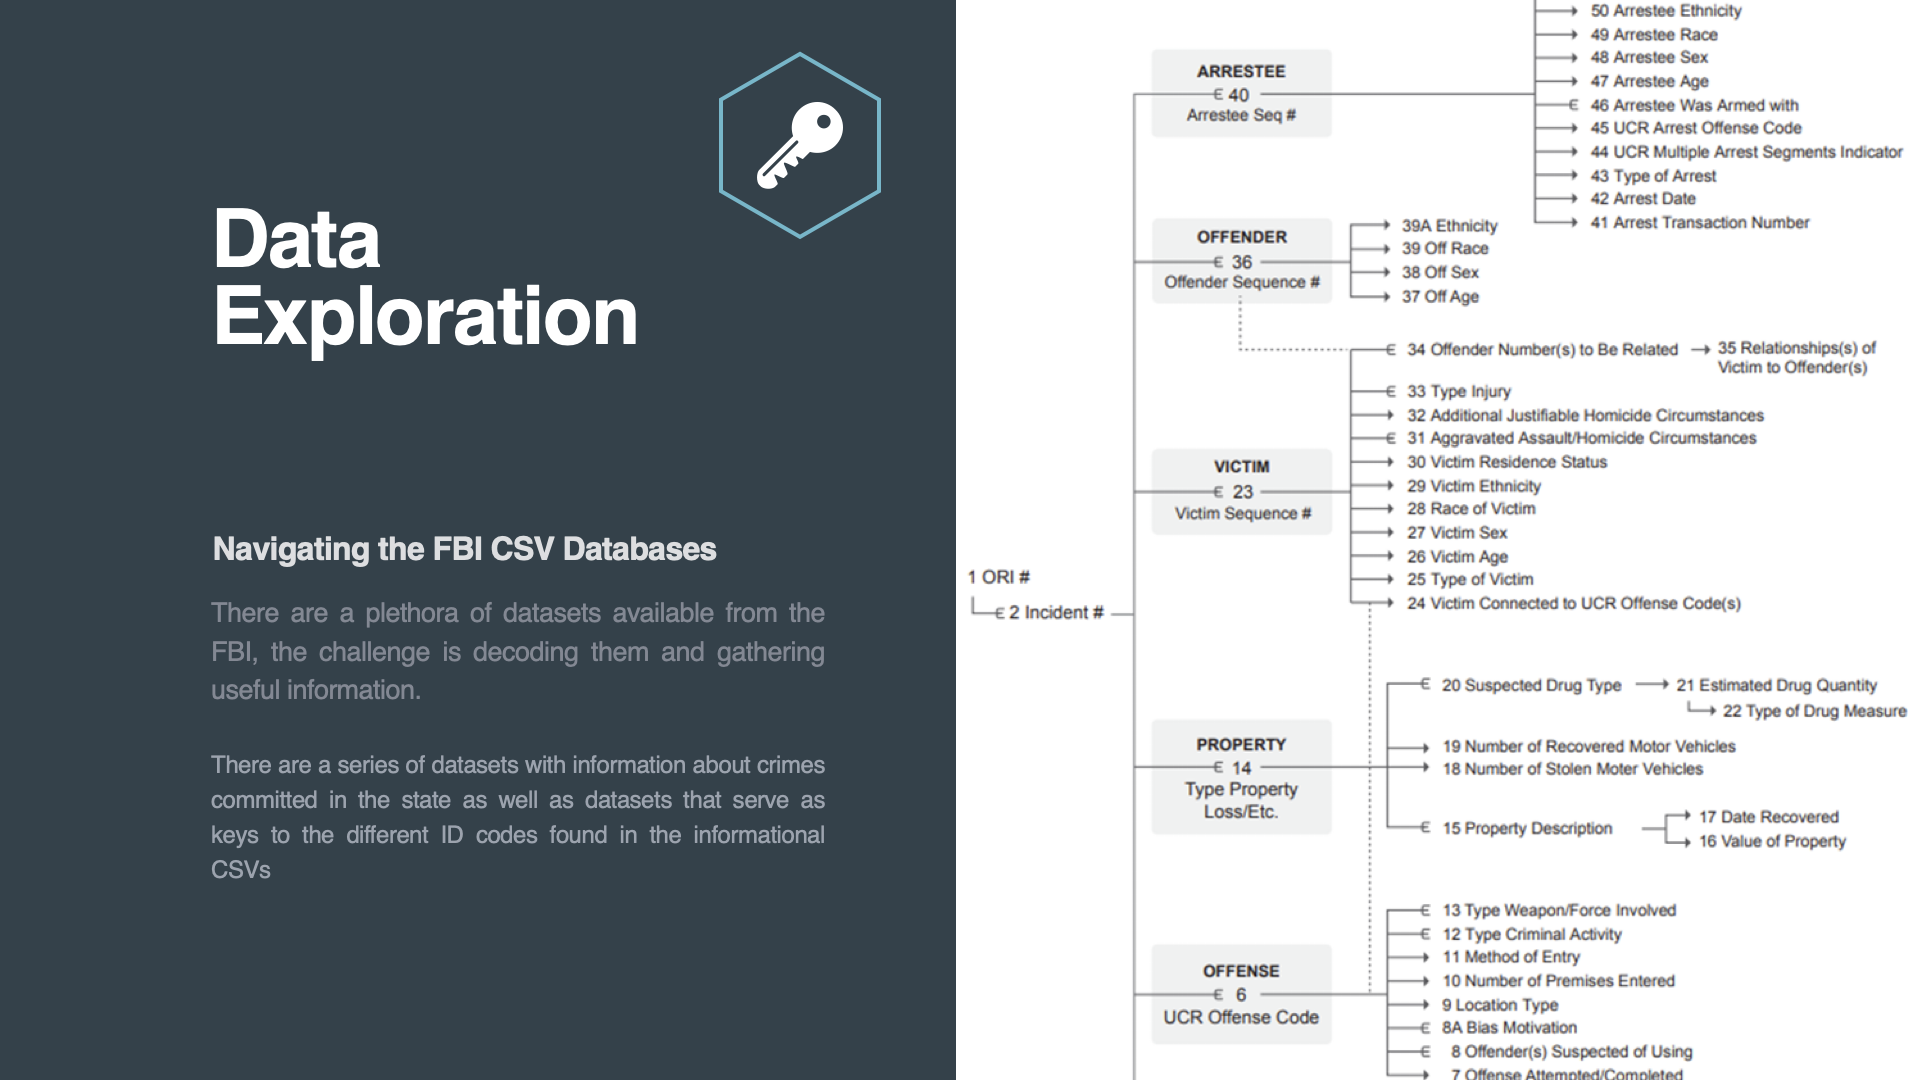 Data
Exploration
Navigating the FBI CSV Databases
There are a plethora of datasets available from the
FBI, the challenge is decoding them and gathering
useful information.
There are a series of datasets with information about crimes
committed in the state as well as datasets that serve as
keys to the different ID codes found in the informational
CSVs
1 ORI #
2 Incident #
ARRESTEE
40
Arrestee Seq #
50 Arrestee Ethnicity
49 Arrestee Race
48 Arrestee Sex
47 Arrestee Age
46 Arrestee Was Armed with
45 UCR Arrest Offense Code
44 UCR Multiple Arrest Segments Indicator
43 Type of Arrest
42 Arrest Date
41 Arrest Transaction Number
OFFENDER
36
Offender Sequence #
39A Ethnicity
39 Off Race
38 Off Sex
37 Off Age
VICTIM
23
Victim Sequence #
34 Offender Number(s) to Be Related
35 Relationships(s) of
Victim to Offender(s)
33 Type Injury
32 Additional Justifiable Homicide Circumstances
31 Aggravated Assault/Homicide Circumstances
30 Victim Residence Status
29 Victim Ethnicity
28 Race of Victim
27 Victim Sex
26 Victim Age
25 Type of Victim
24 Victim Connected to UCR Offense Code(s)
PROPERTY
14
Type Property
Loss/Etc.
20 Suspected Drug Type
21 Estimated Drug Quantity
22 Type of Drug Measure
19 Number of Recovered Motor Vehicles
18 Number of Stolen Moter Vehicles
15 Property Description
17 Date Recovered
16 Value of Property
OFFENSE
6
UCR Offense Code
13 Type Weapon/Force Involved
12 Type Criminal Activity
11 Method of Entry
10 Number of Premises Entered
9 Location Type
8A Bias Motivation
8 Offender(s) Suspected of Using
7 Offense Attempted/Completed